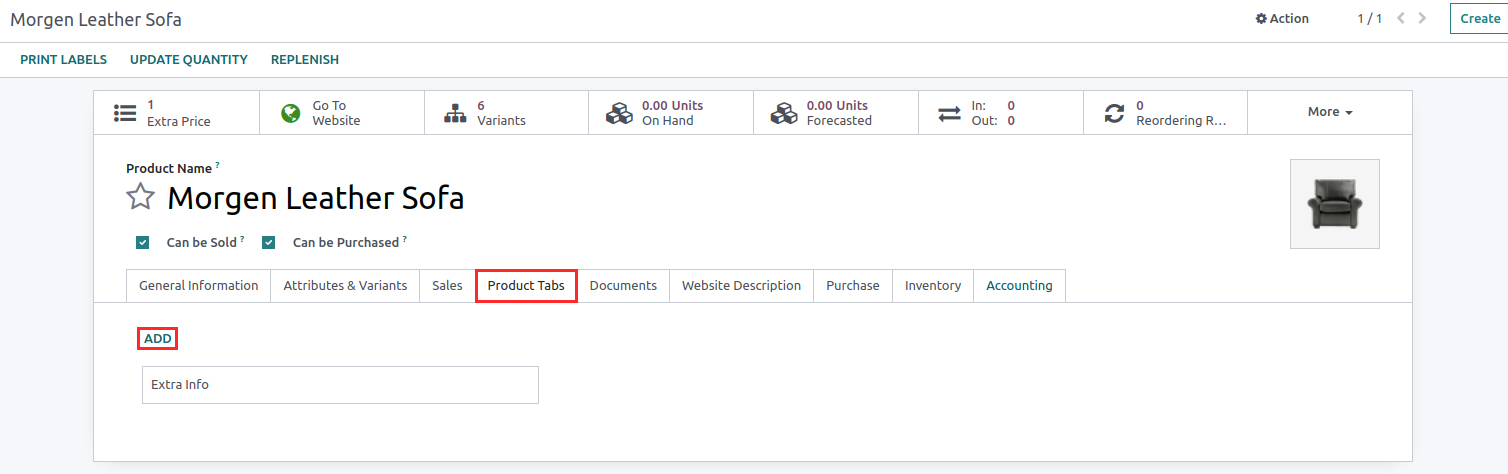 Morgen Leather Sofa
Action
1 / 1
Create
PRINT LABELS UPDATE QUANTITY REPLENISH
1
Extra Price
Go To
Website
6
Variants
0.00 Units
On Hand
0.00 Units
Forecasted
In: 0
Out: 0
0
Reordering R...
More
Product Name ?
Morgen Leather Sofa
Can be Sold ? Can be Purchased ?
General Information Attributes & Variants Sales Product Tabs Documents Website Description Purchase Inventory Accounting
ADD
Extra Info